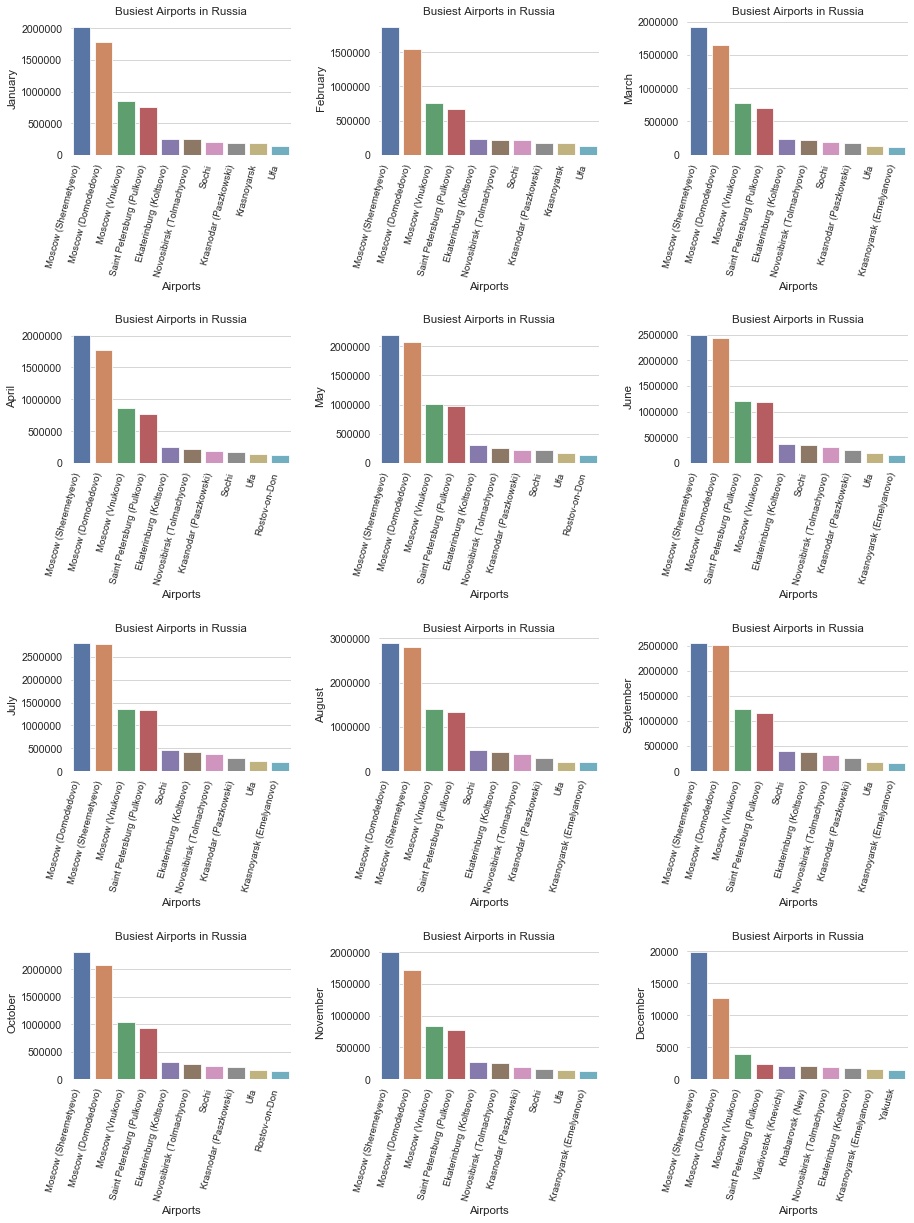 Busiest Airports in Russia
January
2000000
1500000
1000000
500000
0
Moscow (Sheremetyevo)
Moscow (Domodedovo)
Moscow (Vnukovo)
Saint Petersburg (Pulkovo)
Ekaterinburg (Koltsovo)
Novosibirsk (Tolmachyovo)
Sochi
Krasnodar (Paszkowski)
Krasnoyarsk
Ufa
Airports
Busiest Airports in Russia
February
1500000
1000000
500000
0
Moscow (Sheremetyevo)
Moscow (Domodedovo)
Moscow (Vnukovo)
Saint Petersburg (Pulkovo)
Ekaterinburg (Koltsovo)
Novosibirsk (Tolmachyovo)
Sochi
Krasnodar (Paszkowski)
Krasnoyarsk
Ufa
Airports
Busiest Airports in Russia
March
2000000
1500000
1000000
500000
0
Moscow (Sheremetyevo)
Moscow (Domodedovo)
Moscow (Vnukovo)
Saint Petersburg (Pulkovo)
Ekaterinburg (Koltsovo)
Novosibirsk (Tolmachyovo)
Sochi
Krasnodar (Paszkowski)
Ufa
Krasnoyarsk (Emelyanovo)
Airports
Busiest Airports in Russia
April
2000000
1500000
1000000
500000
0
Moscow (Sheremetyevo)
Moscow (Domodedovo)
Moscow (Vnukovo)
Saint Petersburg (Pulkovo)
Ekaterinburg (Koltsovo)
Novosibirsk (Tolmachyovo)
Krasnodar (Paszkowski)
Sochi
Ufa
Rostov-on-Don
Airports
Busiest Airports in Russia
May
2000000
1500000
1000000
500000
0
Moscow (Sheremetyevo)
Moscow (Domodedovo)
Moscow (Vnukovo)
Saint Petersburg (Pulkovo)
Ekaterinburg (Koltsovo)
Novosibirsk (Tolmachyovo)
Krasnodar (Paszkowski)
Sochi
Ufa
Rostov-on-Don
Airports
Busiest Airports in Russia
June
2500000
2000000
1500000
1000000
500000
0
Moscow (Sheremetyevo)
Moscow (Domodedovo)
Saint Petersburg (Pulkovo)
Moscow (Vnukovo)
Ekaterinburg (Koltsovo)
Sochi
Novosibirsk (Tolmachyovo)
Krasnodar (Paszkowski)
Ufa
Krasnoyarsk (Emelyanovo)
Airports
Busiest Airports in Russia
July
2500000
2000000
1500000
1000000
500000
0
Moscow (Domodedovo)
Moscow (Sheremetyevo)
Moscow (Vnukovo)
Saint Petersburg (Pulkovo)
Sochi
Ekaterinburg (Koltsovo)
Novosibirsk (Tolmachyovo)
Krasnodar (Paszkowski)
Ufa
Krasnoyarsk (Emelyanovo)
Airports
Busiest Airports in Russia
August
3000000
2000000
1000000
0
Moscow (Domodedovo)
Moscow (Sheremetyevo)
Moscow (Vnukovo)
Saint Petersburg (Pulkovo)
Sochi
Ekaterinburg (Koltsovo)
Novosibirsk (Tolmachyovo)
Krasnodar (Paszkowski)
Ufa
Krasnoyarsk (Emelyanovo)
Airports
Busiest Airports in Russia
September
2500000
2000000
1500000
1000000
500000
0
Moscow (Sheremetyevo)
Moscow (Domodedovo)
Moscow (Vnukovo)
Saint Petersburg (Pulkovo)
Sochi
Ekaterinburg (Koltsovo)
Novosibirsk (Tolmachyovo)
Krasnodar (Paszkowski)
Ufa
Krasnoyarsk (Emelyanovo)
Airports
Busiest Airports in Russia
October
2000000
1500000
1000000
500000
0
Moscow (Sheremetyevo)
Moscow (Domodedovo)
Moscow (Vnukovo)
Saint Petersburg (Pulkovo)
Ekaterinburg (Koltsovo)
Novosibirsk (Tolmachyovo)
Sochi
Krasnodar (Paszkowski)
Ufa
Rostov-on-Don
Airports
Busiest Airports in Russia
November
2000000
1500000
1000000
500000
0
Moscow (Sheremetyevo)
Moscow (Domodedovo)
Moscow (Vnukovo)
Saint Petersburg (Pulkovo)
Ekaterinburg (Koltsovo)
Novosibirsk (Tolmachyovo)
Krasnodar (Paszkowski)
Sochi
Ufa
Krasnoyarsk (Emelyanovo)
Airports
Busiest Airports in Russia
December
20000
15000
10000
5000
0
Moscow (Sheremetyevo)
Moscow (Domodedovo)
Moscow (Vnukovo)
Saint Petersburg (Pulkovo)
Vladivostok (Knevichi)
Khabarovsk (New)
Novosibirsk (Tolmachyovo)
Ekaterinburg (Koltsovo)
Krasnoyarsk (Emelyanovo)
Yakutsk
Airports